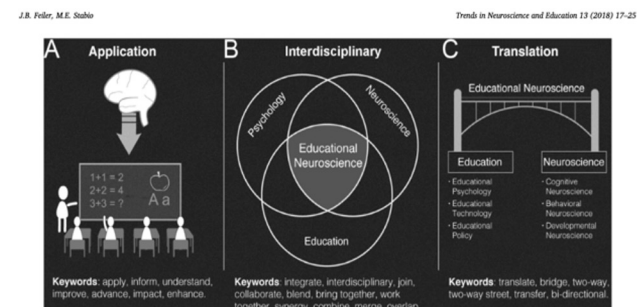 J.B. Feiler, M.E. Stabio
Trends in Neuroscience and Education 13 (2018) 17–25
A Application
1+1 = 2
2+2 = 4
3+3 = ?
A a
Keywords: apply, inform, understand,
improve, advance, impact, enhance.
B Interdisciplinary
Psychology
Neuroscience
Educational
Neuroscience
Education
Keywords: integrate, interdisciplinary, join,
collaborate, blend, bring together, work
together, synergy, combine, merge, overlap
C Translation
Educational Neuroscience
Education
· Educational
Psychology
· Educational
Technology
· Educational
Policy
Neuroscience
· Cognitive
Neuroscience
· Behavioral
Neuroscience
· Developmental
Neuroscience
Keywords: translate, bridge, two-way,
two-way street, transfer, bi-directional.